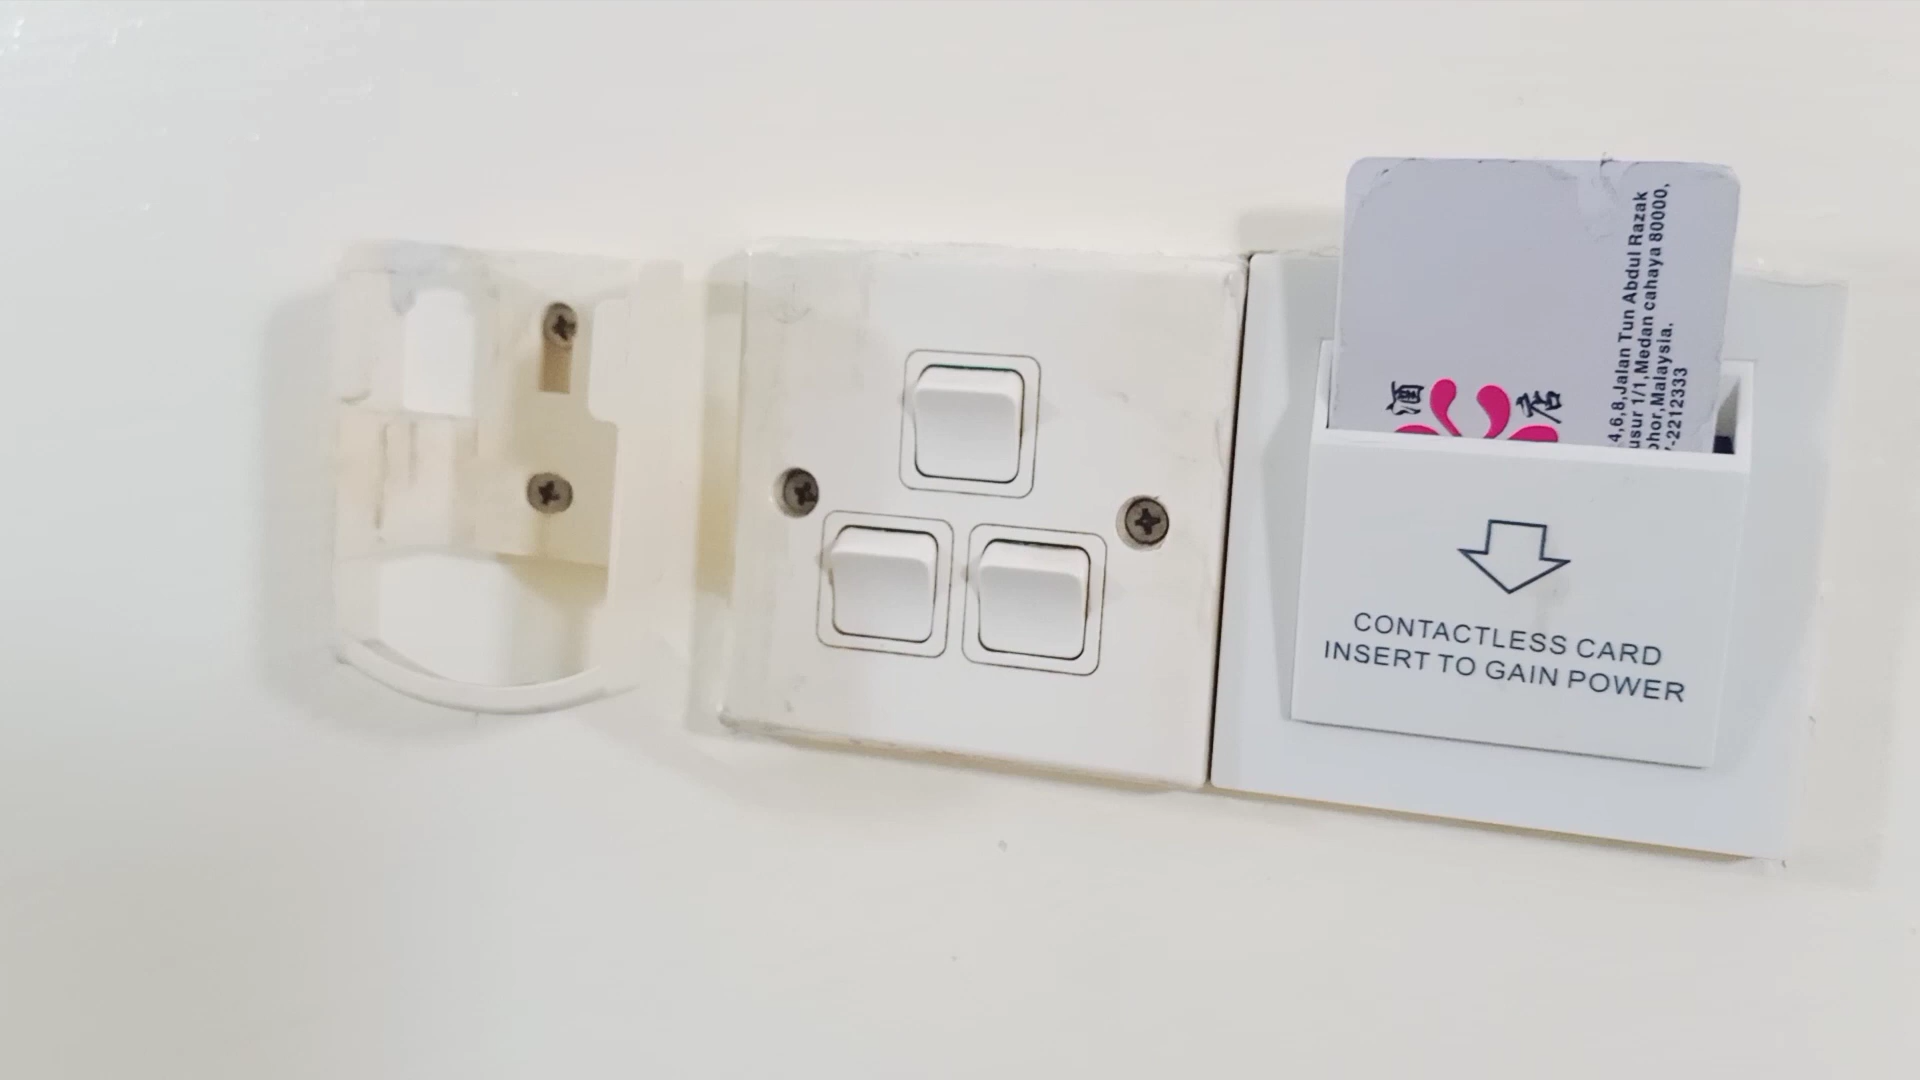 酒店
4,6,8,Jalan Tun Abdul Razak
usur 1/1,Medan cahaya 80000,
ohor,Malaysia.
-2212333
CONTACTLESS CARD
INSERT TO GAIN POWER